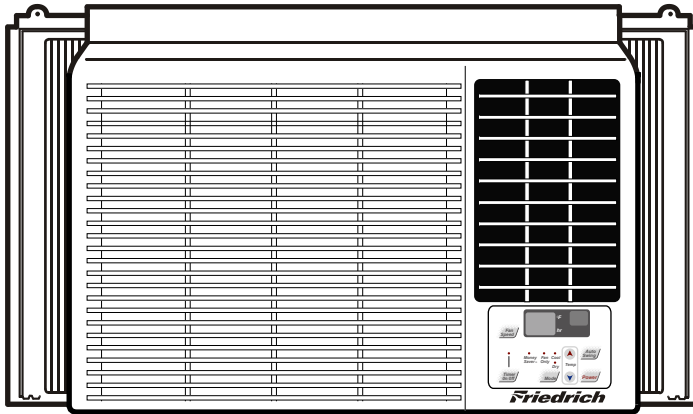 °F
Hr
Fan
Speed
Money
Saver®
Fan
Only
Cool
Dry
Temp
Auto
Swing
Timer
On/Off
Mode
Power
Friedrich